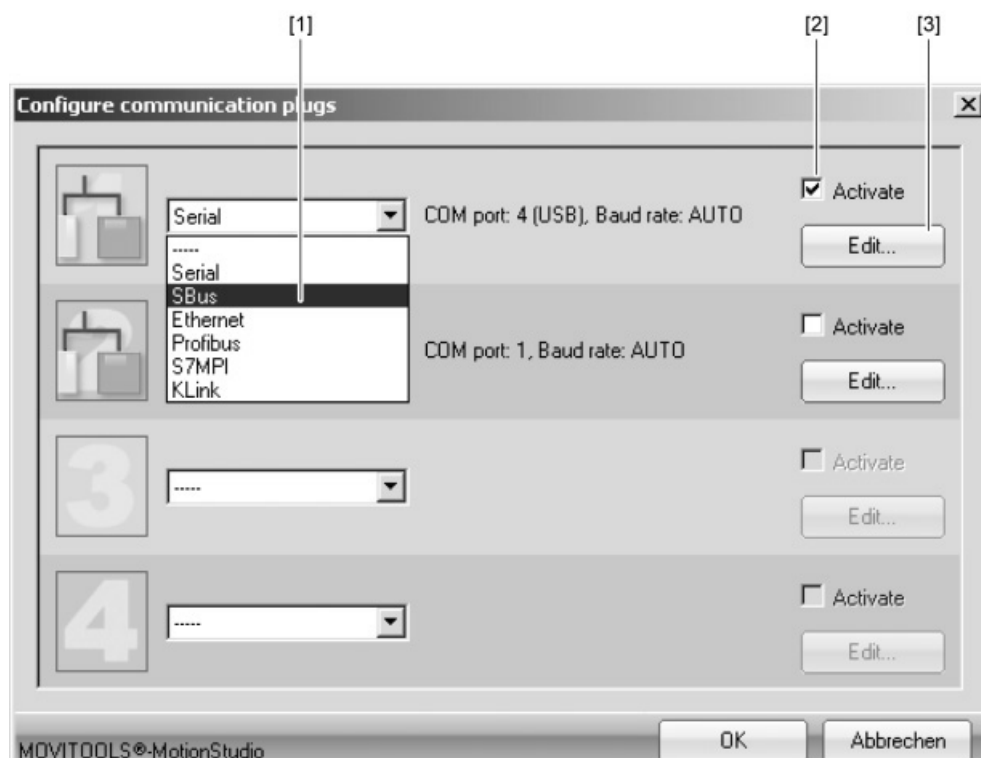 [1] [2] [3]
Configure communication plugs
Activate
Serial COM port: 4 (USB), Baud rate: AUTO
Edit...
-----
Serial
SBus
Ethernet
Profibus
S7MPI
KLink
Activate
COM port: 1, Baud rate: AUTO
Edit...
3
Activate
-----
Edit...
4
Activate
-----
Edit...
MOVITOOLS®-MotionStudio
OK Abbrechen